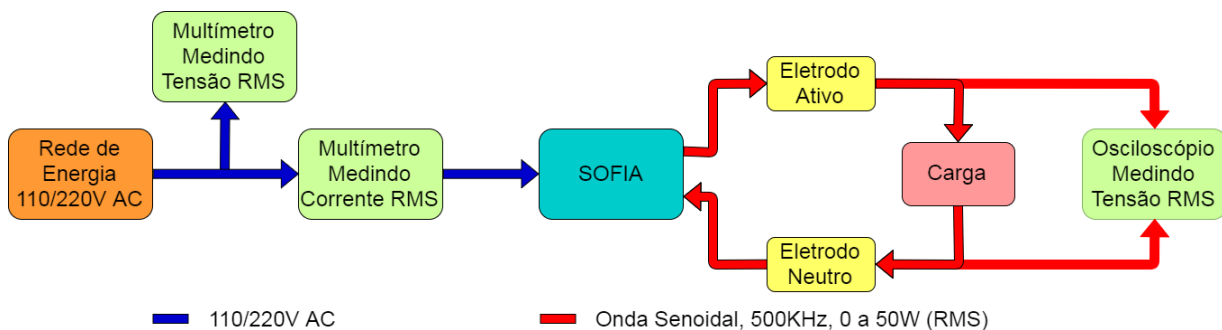 Multímetro
Medindo
Tensão RMS
Rede de
Energia
110/220V AC
Multímetro
Medindo
Corrente RMS
SOFIA
Eletrodo
Ativo
Eletrodo
Neutro
Carga
Osciloscópio
Medindo
Tensão RMS
110/220V AC
Onda Senoidal, 500KHz, 0 a 50W (RMS)